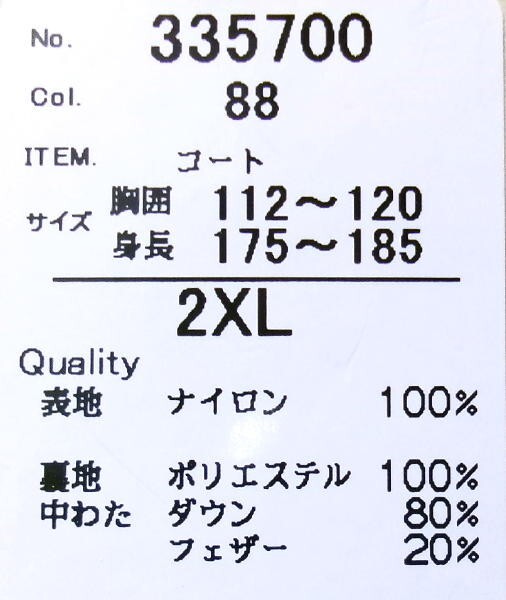 No. 335700
Col. 88
ITEM. コート
サイズ 胸囲 112～120
身長 175～185
2XL
Quality
表地 ナイロン 100%
裏地 ポリエステル 100%
中わた ダウン 80%
フェザー 20%